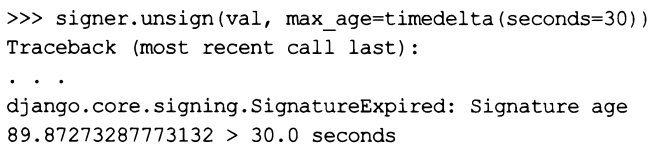 >>> signer.unsign(val, max_age=timedelta(seconds=30))
Traceback (most recent call last):
. . .
django.core.signing.SignatureExpired: Signature age
89.87273287773132 > 30.0 seconds